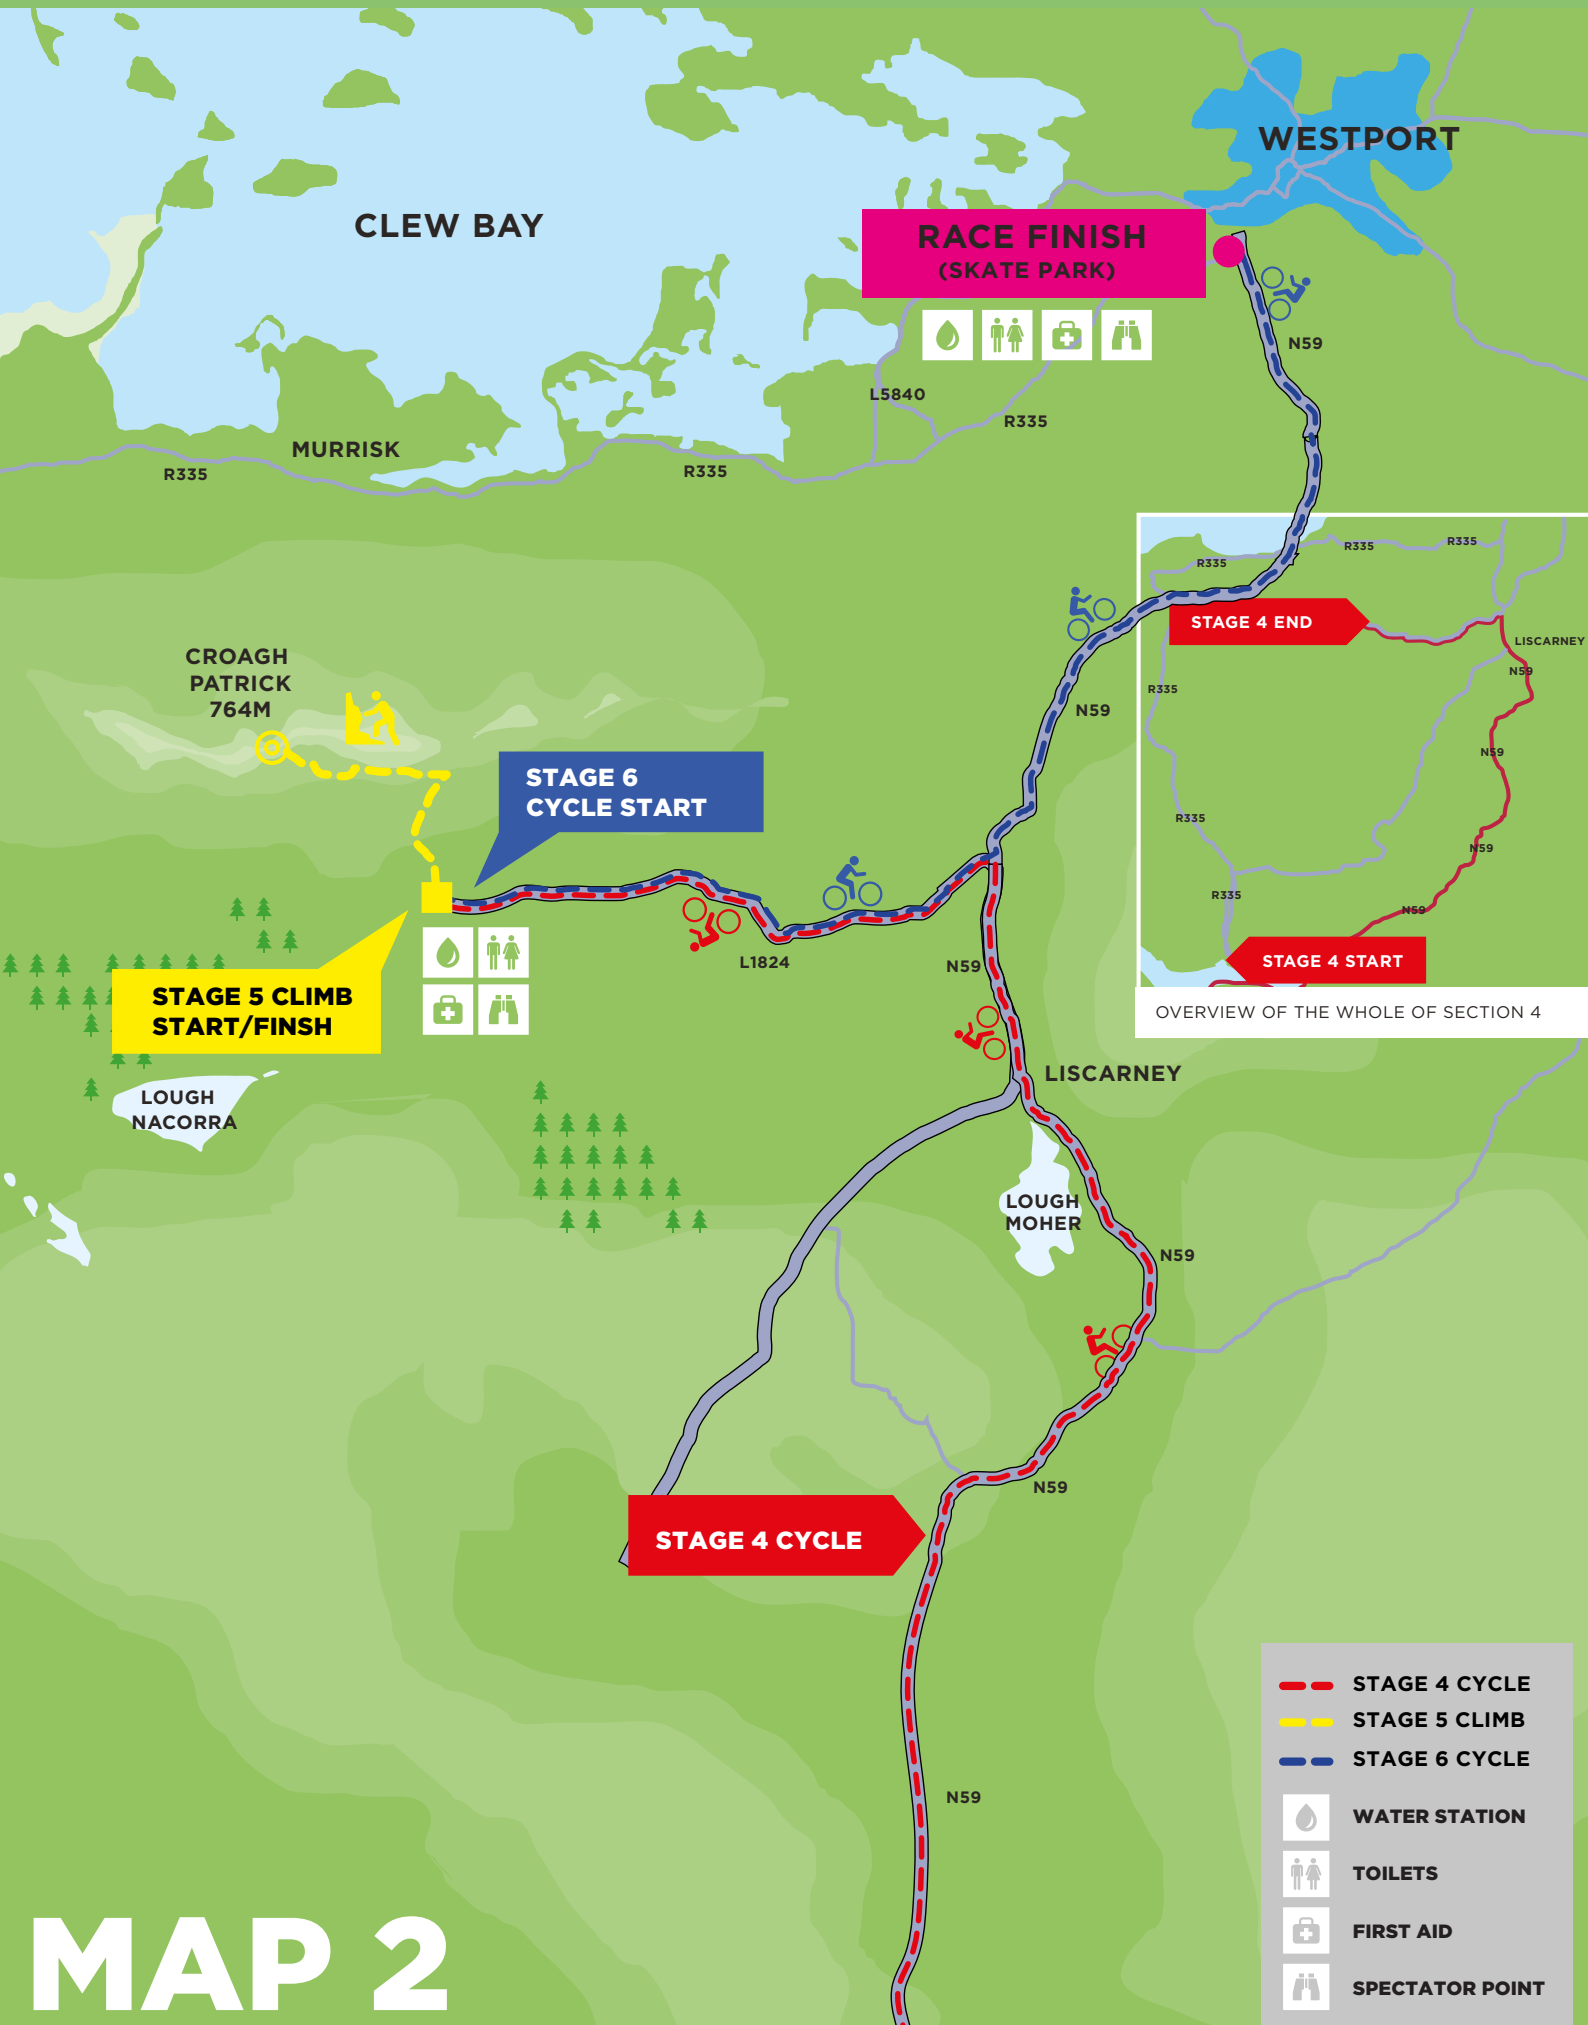 WESTPORT
CLEW BAY
RACE FINISH
(SKATE PARK)
N59
L5840
R335
MURRISK
R335
R335
R335
R335
R335
STAGE 4 END
LISCARNEY
N59
R335
N59
R335
N59
R335
N59
STAGE 4 START
OVERVIEW OF THE WHOLE OF SECTION 4
CROAGH
PATRICK
764M
N59
STAGE 6
CYCLE START
L1824
N59
STAGE 5 CLIMB
START/FINSH
LISCARNEY
LOUGH
NACORRA
LOUGH
MOHER
N59
N59
STAGE 4 CYCLE
N59
STAGE 4 CYCLE
STAGE 5 CLIMB
STAGE 6 CYCLE
WATER STATION
TOILETS
FIRST AID
SPECTATOR POINT
MAP 2